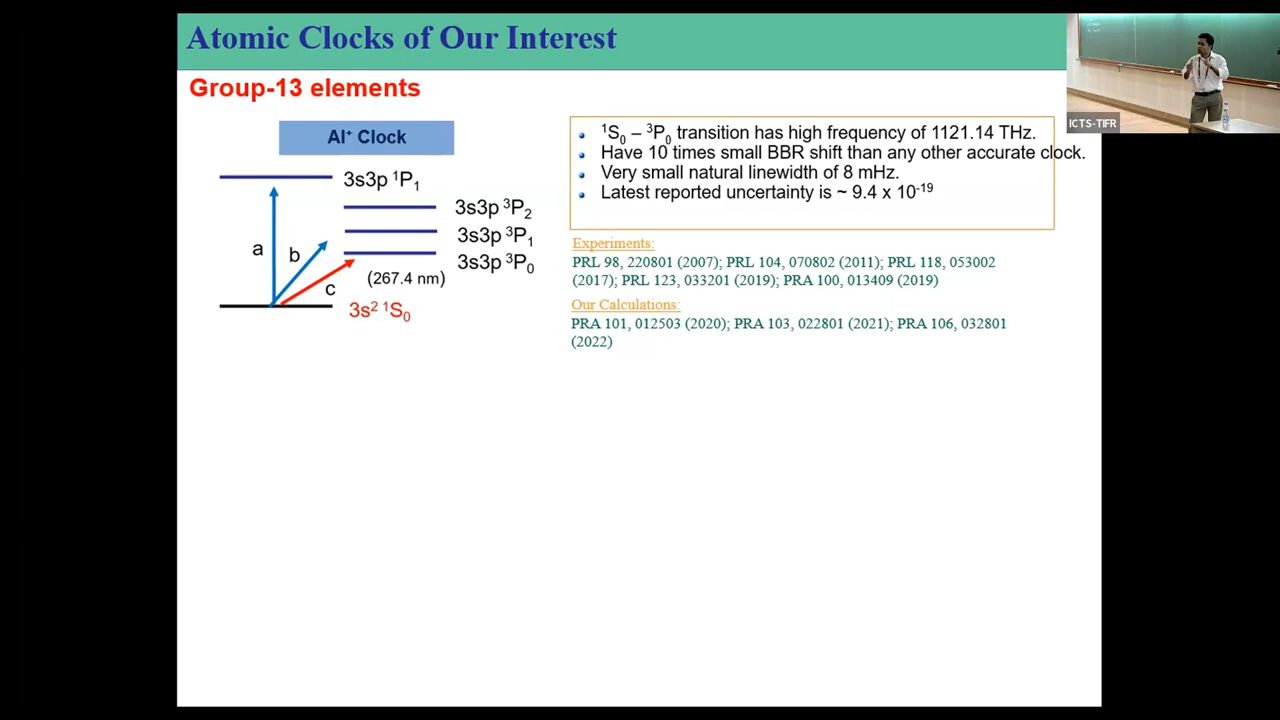 Atomic Clocks of Our Interest
Group-13 elements
Al⁺ Clock
3s3p ¹P₁
3s3p ³P₂
3s3p ³P₁
3s3p ³P₀
a
b
c
(267.4 nm)
3s² ¹S₀
¹S₀ – ³P₀ transition has high frequency of 1121.14 THz.
Have 10 times small BBR shift than any other accurate clock.
Very small natural linewidth of 8 mHz.
Latest reported uncertainty is ~ 9.4 x 10⁻¹⁹
Experiments:
PRL 98, 220801 (2007); PRL 104, 070802 (2011); PRL 118, 053002
(2017); PRL 123, 033201 (2019); PRA 100, 013409 (2019)
Our Calculations:
PRA 101, 012503 (2020); PRA 103, 022801 (2021); PRA 106, 032801
(2022)
ICTS-TIFR